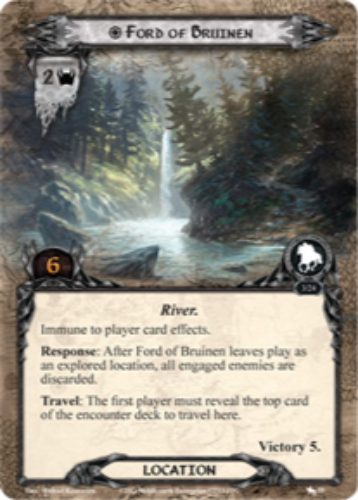 FORD OF BRUINEN
2
6
River.
Immune to player card effects.
Response: After Ford of Bruinen leaves play as
an explored location, all engaged enemies are
discarded.
Travel: The first player must reveal the top card
of the encounter deck to travel here.
Victory 5.
LOCATION